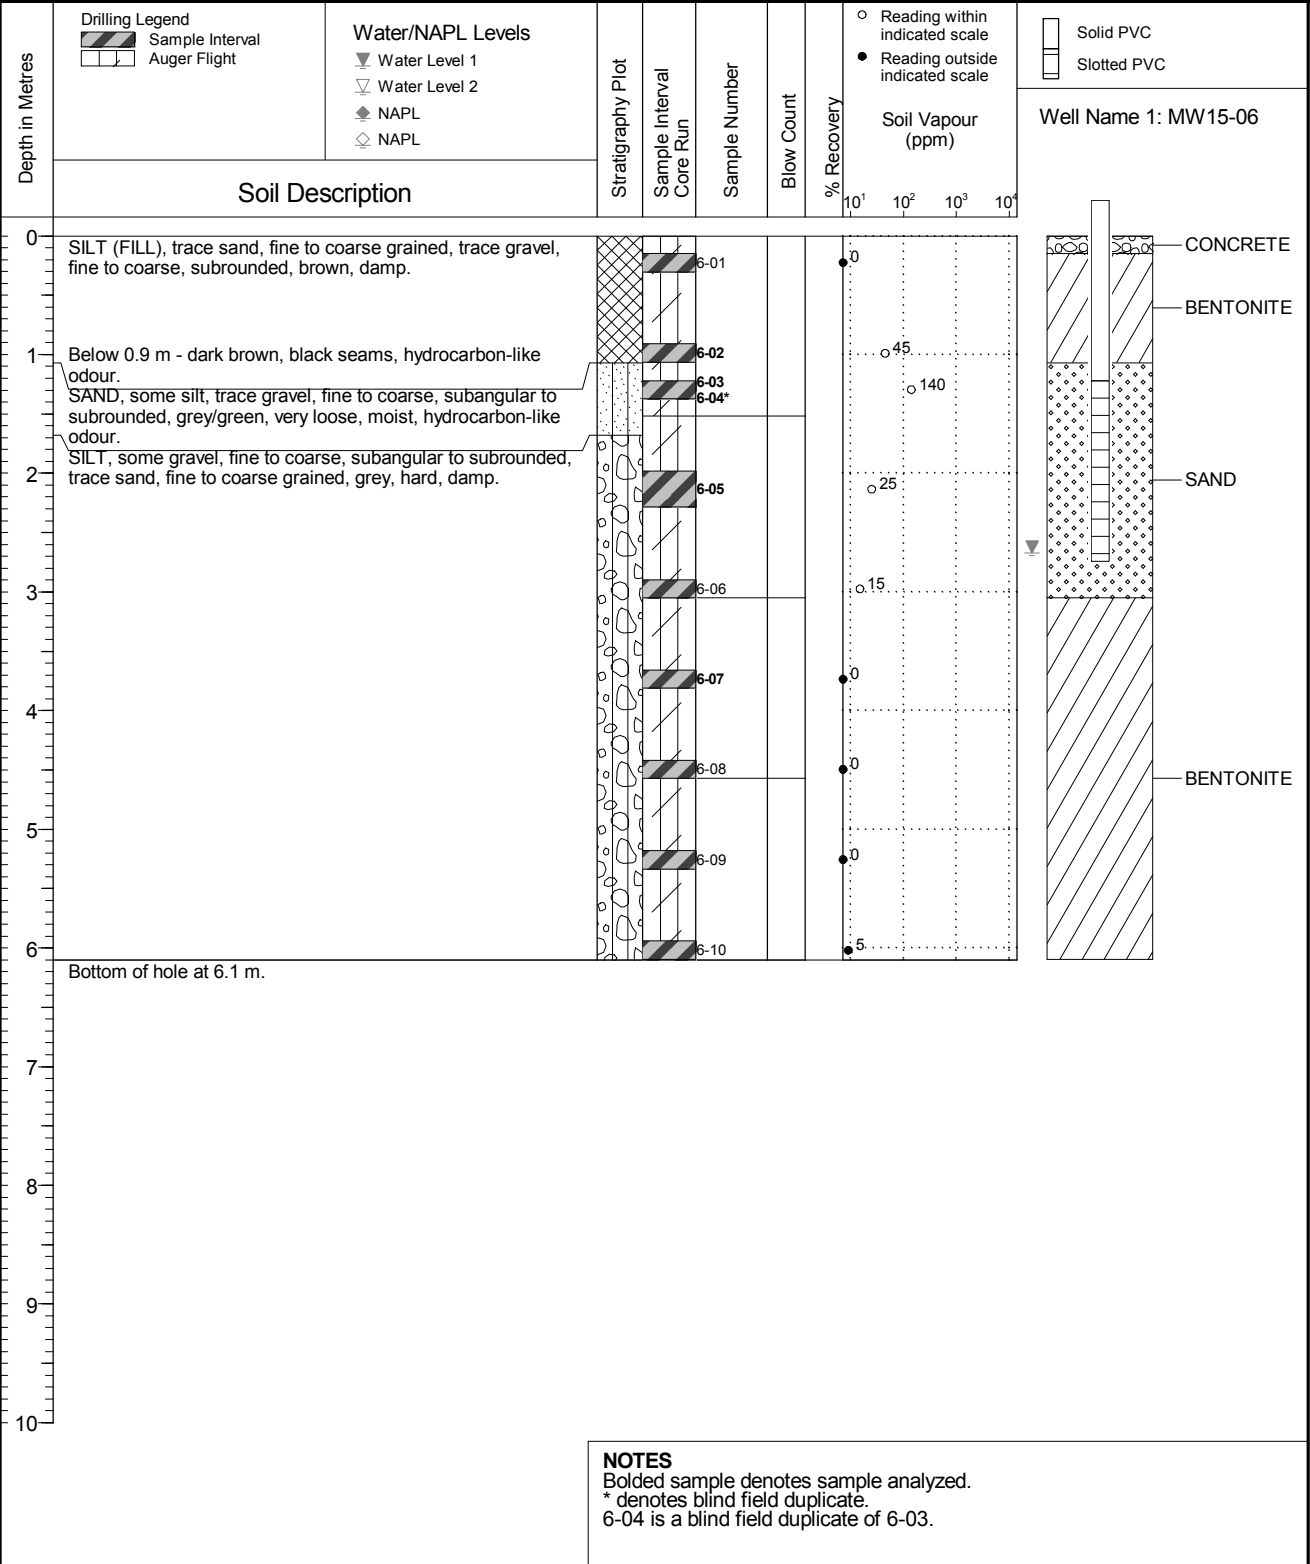 Drilling Legend
Sample Interval
Auger Flight
Water/NAPL Levels
Water Level 1
Water Level 2
NAPL
NAPL
Depth in Metres
Soil Description
Stratigraphy Plot
Sample Interval
Core Run
Sample Number
Blow Count
% Recovery
Reading within
indicated scale
Reading outside
indicated scale
Soil Vapour
(ppm)
10¹ 10² 10³ 10⁴
Solid PVC
Slotted PVC
Well Name 1: MW15-06
0
SILT (FILL), trace sand, fine to coarse grained, trace gravel,
fine to coarse, subrounded, brown, damp.
6-01
0
CONCRETE
BENTONITE
1
Below 0.9 m - dark brown, black seams, hydrocarbon-like
odour.
6-02
45
SAND, some silt, trace gravel, fine to coarse, subangular to
subrounded, grey/green, very loose, moist, hydrocarbon-like
odour.
6-03
6-04*
140
SILT, some gravel, fine to coarse, subangular to subrounded,
trace sand, fine to coarse grained, grey, hard, damp.
2
6-05
25
SAND
3
6-06
15
6-07
0
4
6-08
0
BENTONITE
5
6-09
0
6
6-10
5
Bottom of hole at 6.1 m.
7
8
9
10
NOTES
Bolded sample denotes sample analyzed.
* denotes blind field duplicate.
6-04 is a blind field duplicate of 6-03.